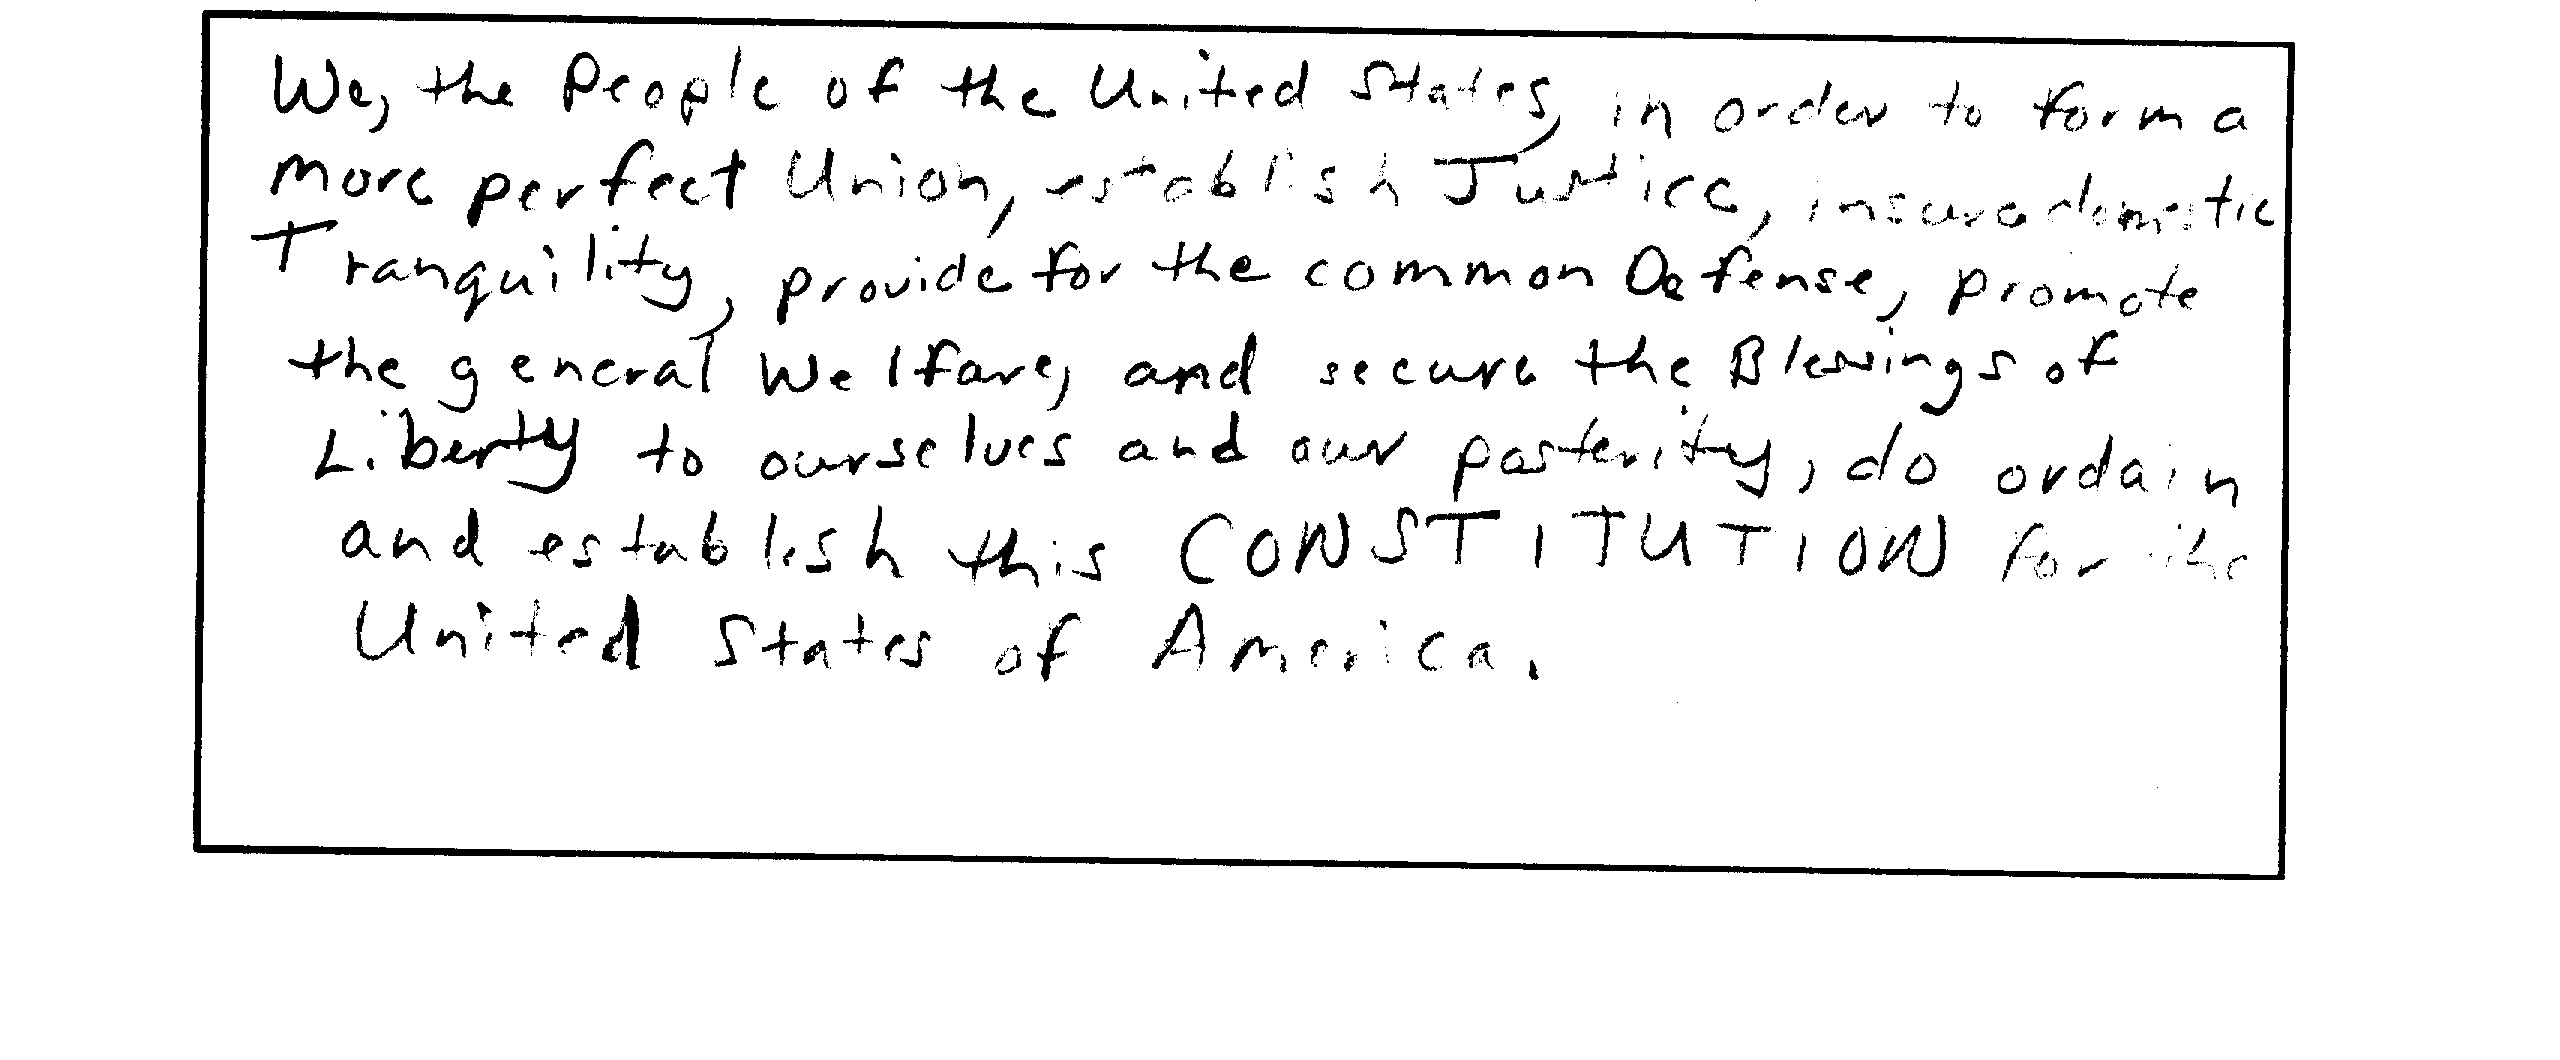 We, the People of the United States, in order to form a
more perfect Union, establish Justice, insure domestic
Tranquility, provide for the common Defense, promote
the general Welfare, and secure the Blessings of
Liberty to ourselves and our posterity, do ordain
and establish this CONSTITUTION for the
United States of America.